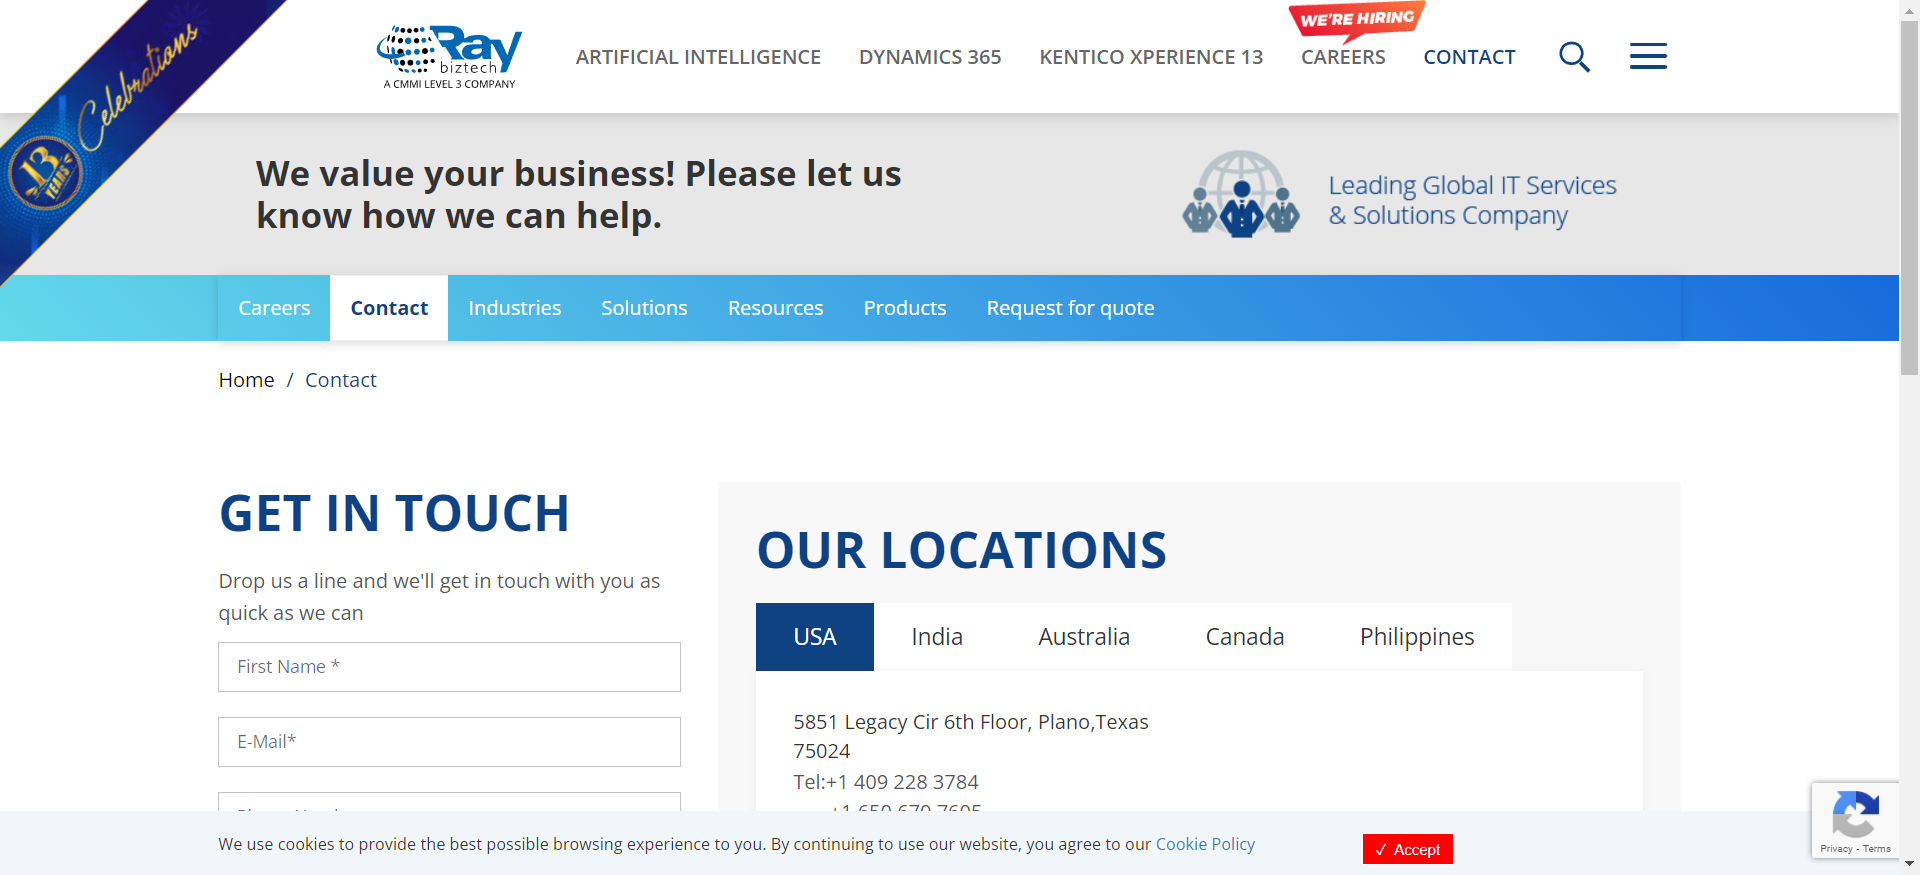 Celebrations
13
YEARS
Ray
biztech
A CMMI LEVEL 3 COMPANY
ARTIFICIAL INTELLIGENCE
DYNAMICS 365
KENTICO XPERIENCE 13
WE'RE HIRING
CAREERS
CONTACT
We value your business! Please let us
know how we can help.
Leading Global IT Services
& Solutions Company
Careers
Contact
Industries
Solutions
Resources
Products
Request for quote
Home / Contact
GET IN TOUCH
Drop us a line and we'll get in touch with you as
quick as we can
First Name *
E-Mail*
OUR LOCATIONS
USA
India
Australia
Canada
Philippines
5851 Legacy Cir 6th Floor, Plano,Texas
75024
Tel:+1 409 228 3784
We use cookies to provide the best possible browsing experience to you. By continuing to use our website, you agree to our Cookie Policy
✓ Accept
Privacy - Terms